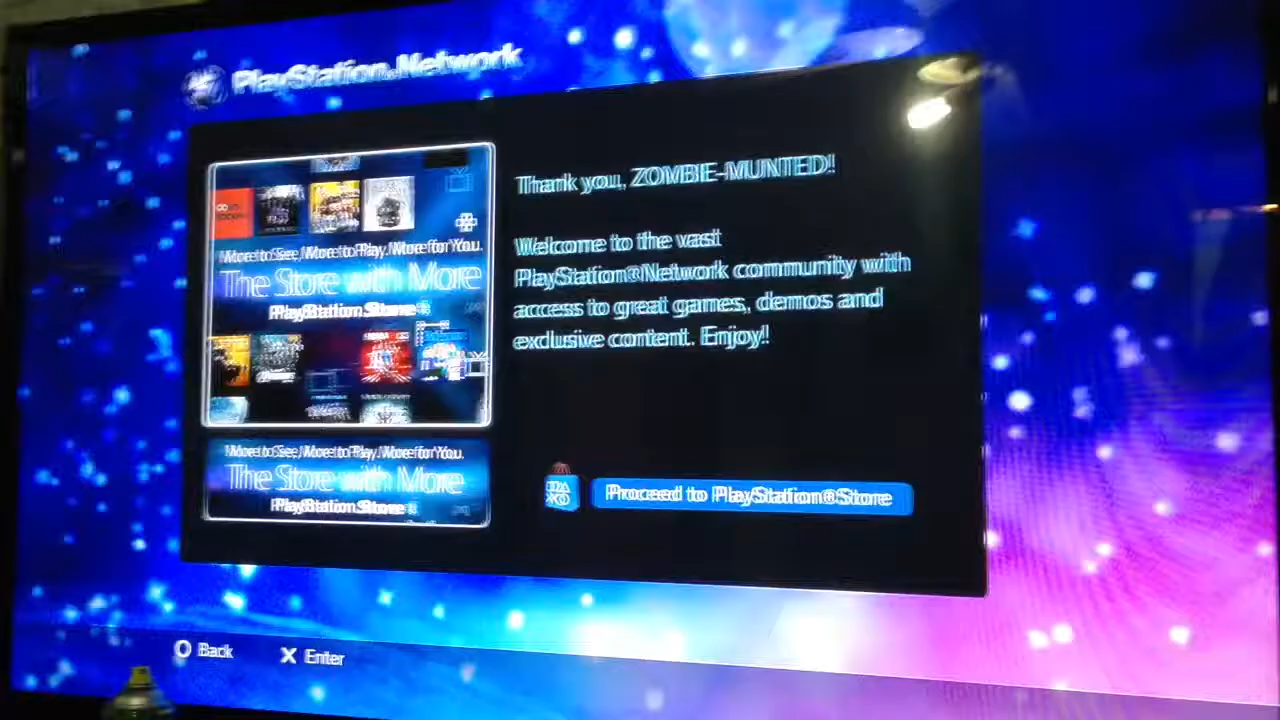 PlayStation®Network
More to See, More to Play. More for You.
The Store with More
PlayStation.Store
More to See, More to Play. More for You.
The Store with More
PlayStation.Store
Thank you, ZOMBIE-MUNTED!
Welcome to the vast
PlayStation®Network community with
access to great games, demos and
exclusive content. Enjoy!!
Proceed to PlayStation®Store
Back
X Enter